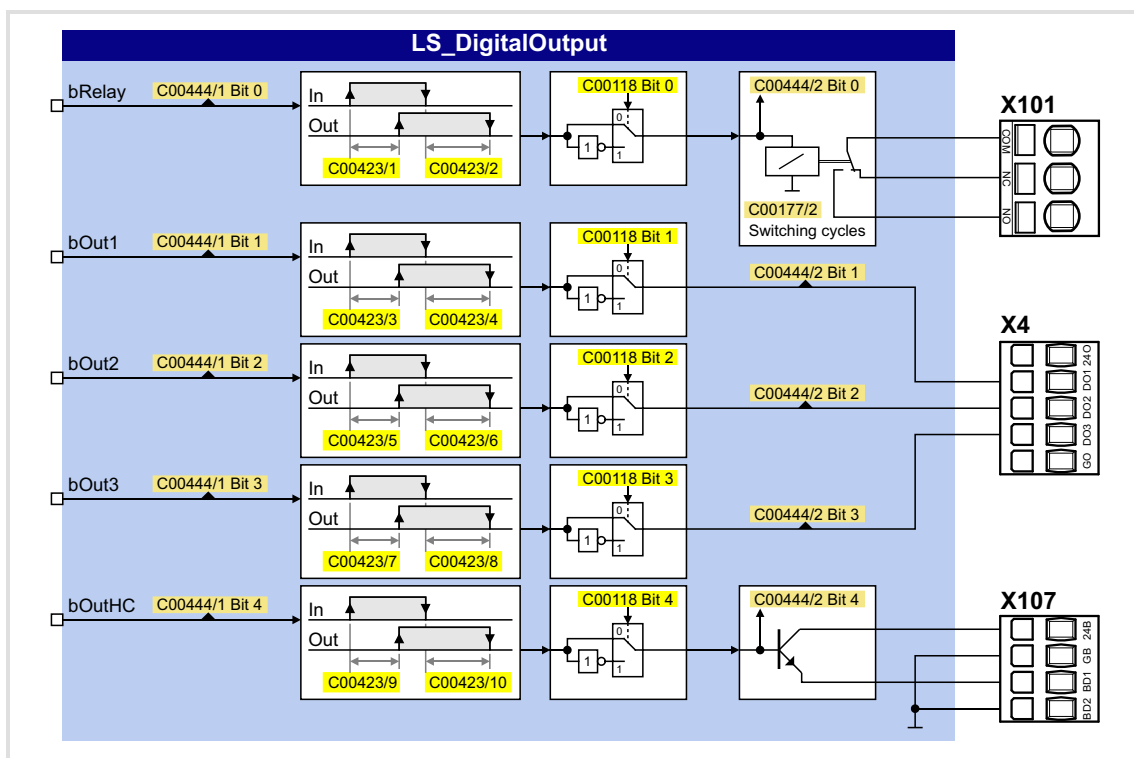 LS_DigitalOutput
bRelay C00444/1 Bit 0
In
Out
C00423/1 C00423/2
C00118 Bit 0
0
1
1
C00444/2 Bit 0
C00177/2
Switching cycles
X101
COM
NC
NO
bOut1 C00444/1 Bit 1
In
Out
C00423/3 C00423/4
C00118 Bit 1
0
1
1
C00444/2 Bit 1
bOut2 C00444/1 Bit 2
In
Out
C00423/5 C00423/6
C00118 Bit 2
0
1
1
C00444/2 Bit 2
X4
24O
DO1
DO2
DO3
GO
bOut3 C00444/1 Bit 3
In
Out
C00423/7 C00423/8
C00118 Bit 3
0
1
1
C00444/2 Bit 3
bOutHC C00444/1 Bit 4
In
Out
C00423/9 C00423/10
C00118 Bit 4
0
1
1
C00444/2 Bit 4
X107
24B
GB
BD1
BD2